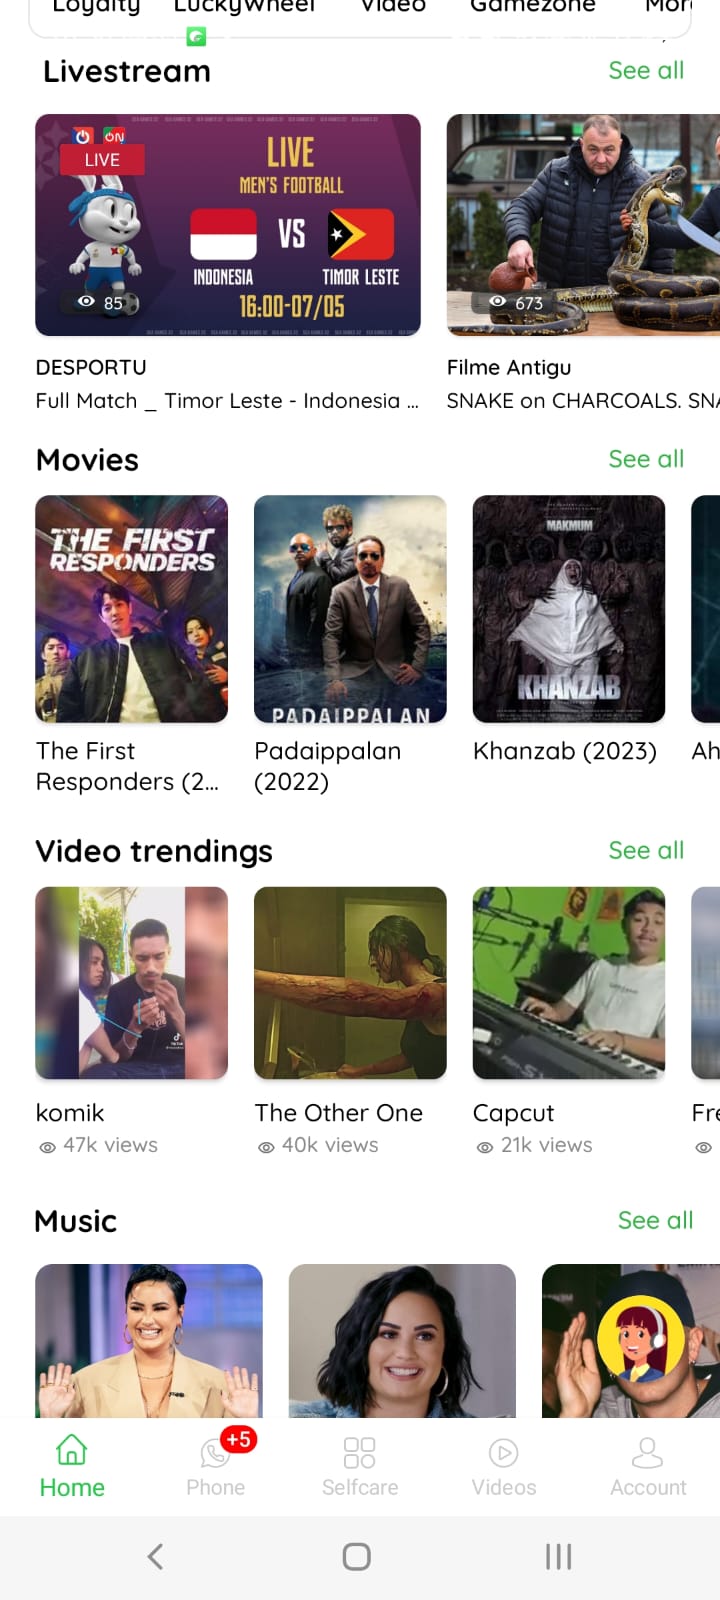 Loyalty LuckyWheel Video Gamezone
Livestream See all
ON
LIVE
LIVE
MEN'S FOOTBALL
VS
INDONESIA TIMOR LESTE
16:00-07/05
85
673
DESPORTU
Full Match _ Timor Leste - Indonesia ...
Filme Antigu
SNAKE on CHARCOALS. SNA
Movies See all
THE FIRST
RESPONDERS
PADAIPPALAN
MAKMUM
KHANZAB
The First
Responders (2...
Padaippalan
(2022)
Khanzab (2023)
Ah
Video trendings See all
komik
47k views
The Other One
40k views
Capcut
21k views
Fre
Music See all
+5
Home Phone Selfcare Videos Account